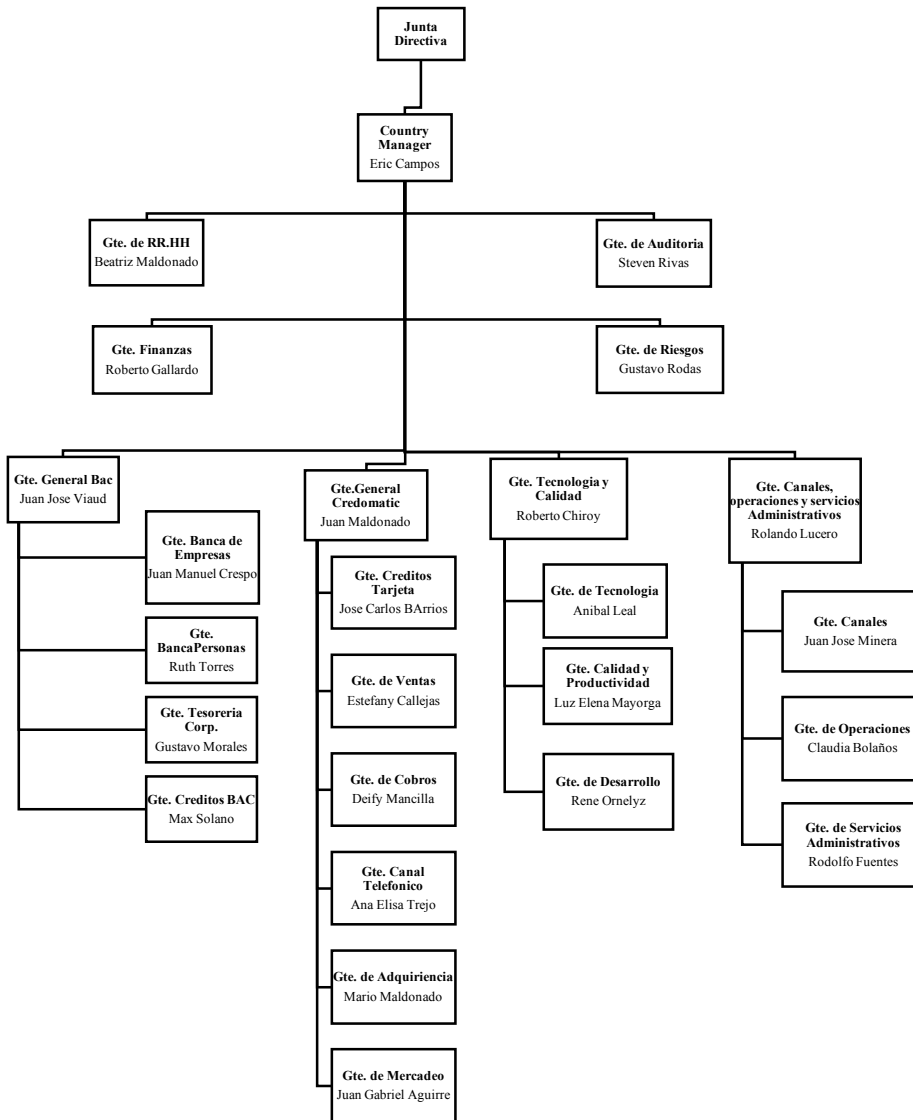 Junta
Directiva
Country
Manager
Eric Campos
Gte. de RR.HH
Beatriz Maldonado
Gte. de Auditoria
Steven Rivas
Gte. Finanzas
Roberto Gallardo
Gte. de Riesgos
Gustavo Rodas
Gte. General Bac
Juan Jose Viaud
Gte. Banca de
Empresas
Juan Manuel Crespo
Gte.
BancaPersonas
Ruth Torres
Gte. Tesoreria
Corp.
Gustavo Morales
Gte. Creditos BAC
Max Solano
Gte.General
Credomatic
Juan Maldonado
Gte. Creditos
Tarjeta
Jose Carlos BArrios
Gte. de Ventas
Estefany Callejas
Gte. de Cobros
Deify Mancilla
Gte. Canal
Telefonico
Ana Elisa Trejo
Gte. de Adquiriencia
Mario Maldonado
Gte. de Mercadeo
Juan Gabriel Aguirre
Gte. Tecnologia y
Calidad
Roberto Chiroy
Gte. de Tecnologia
Anibal Leal
Gte. Calidad y
Productividad
Luz Elena Mayorga
Gte. de Desarrollo
Rene Ornelyz
Gte. Canales,
operaciones y servicios
Administrativos
Rolando Lucero
Gte. Canales
Juan Jose Minera
Gte. de Operaciones
Claudia Bolaños
Gte. de Servicios
Administrativos
Rodolfo Fuentes